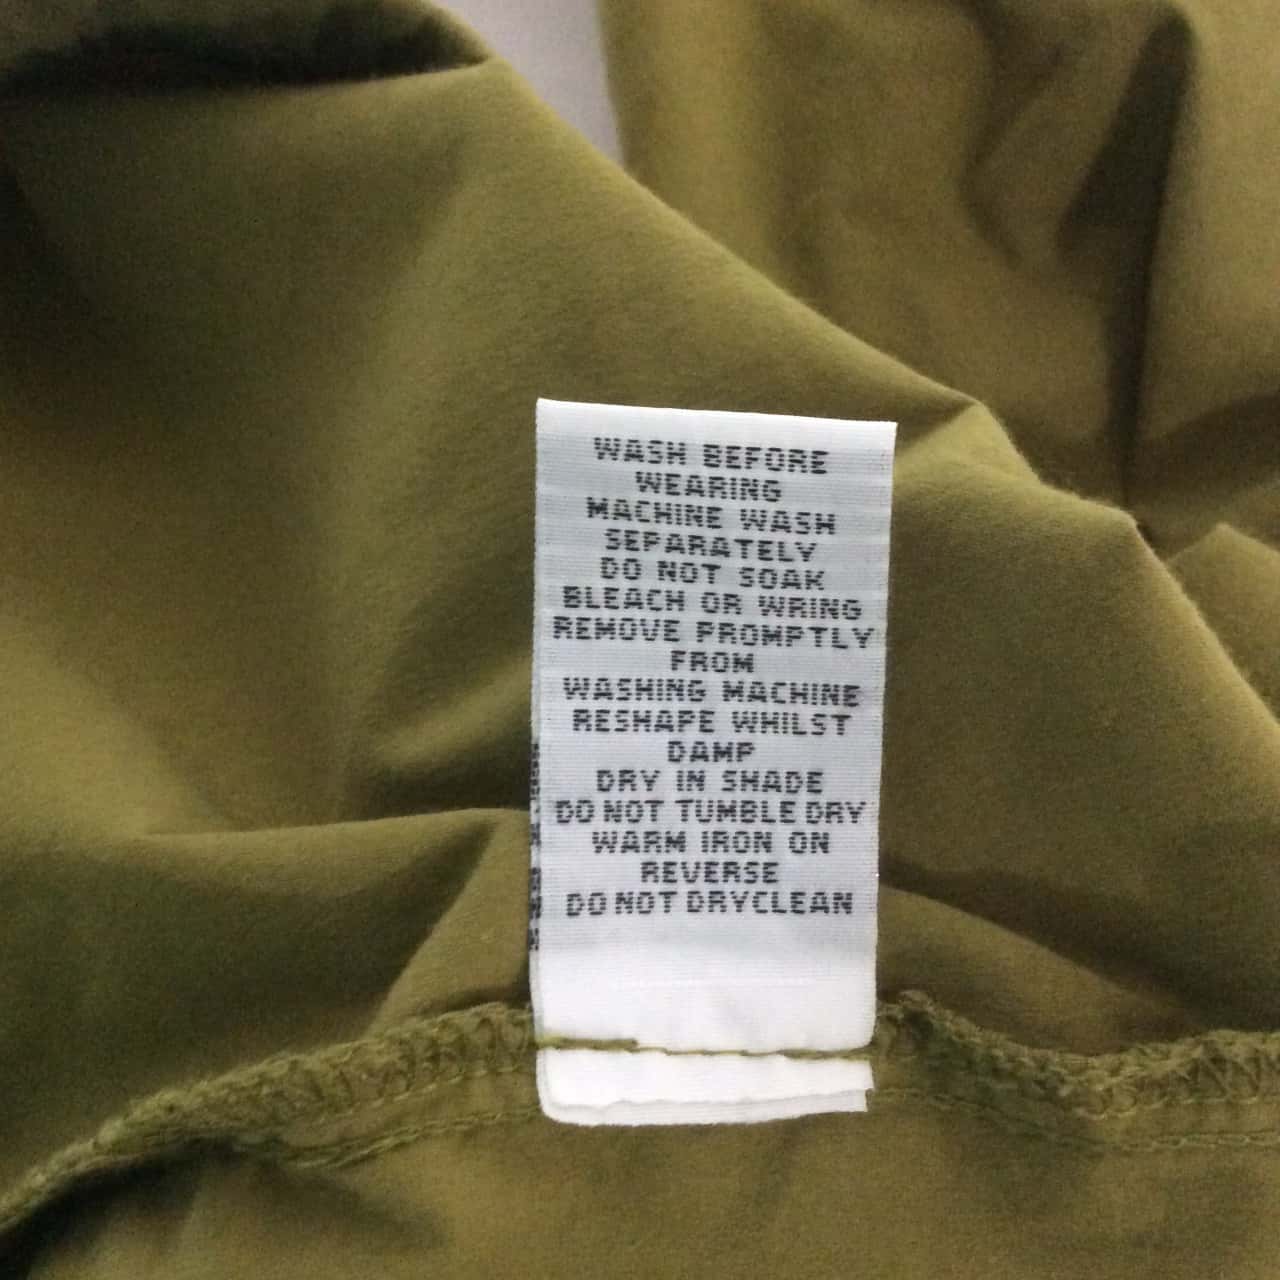 WASH BEFORE
WEARING
MACHINE WASH
SEPARATELY
DO NOT SOAK
BLEACH OR WRING
REMOVE PROMPTLY
FROM
WASHING MACHINE
RESHAPE WHILST
DAMP
DRY IN SHADE
DO NOT TUMBLE DRY
WARM IRON ON
REVERSE
DO NOT DRYCLEAN